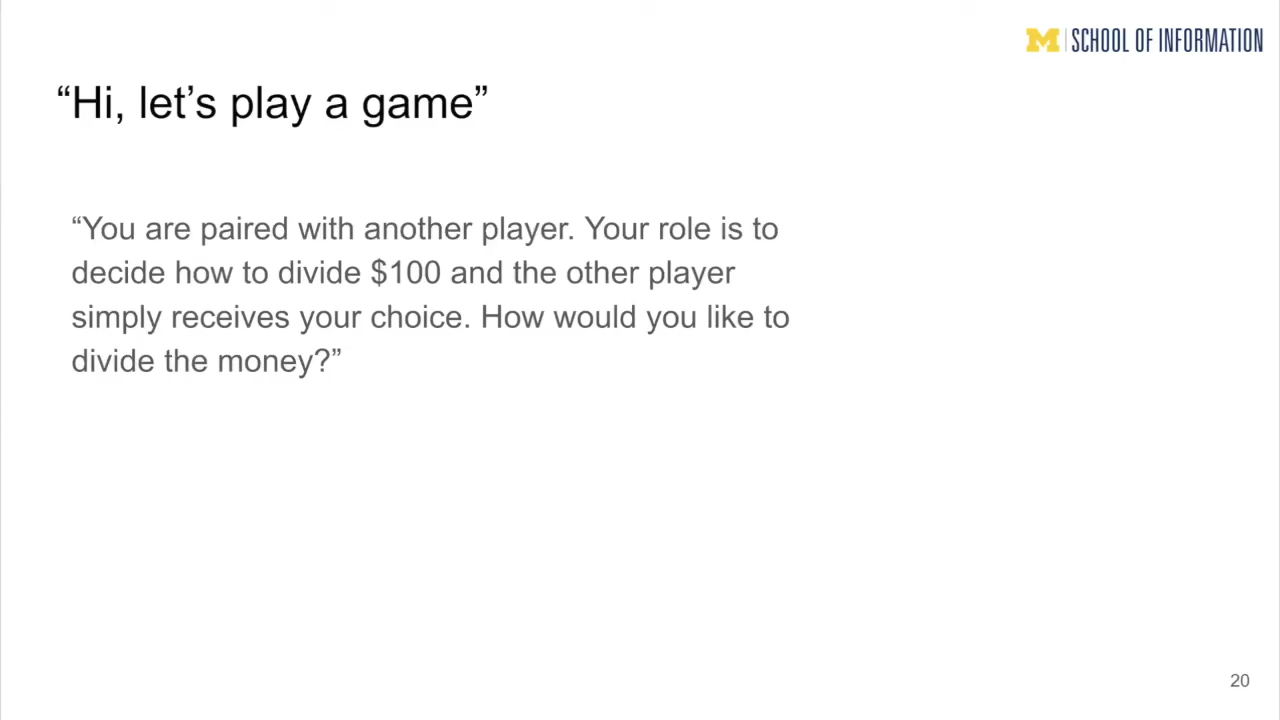 M SCHOOL OF INFORMATION
“Hi, let’s play a game”
“You are paired with another player. Your role is to
decide how to divide $100 and the other player
simply receives your choice. How would you like to
divide the money?”
20